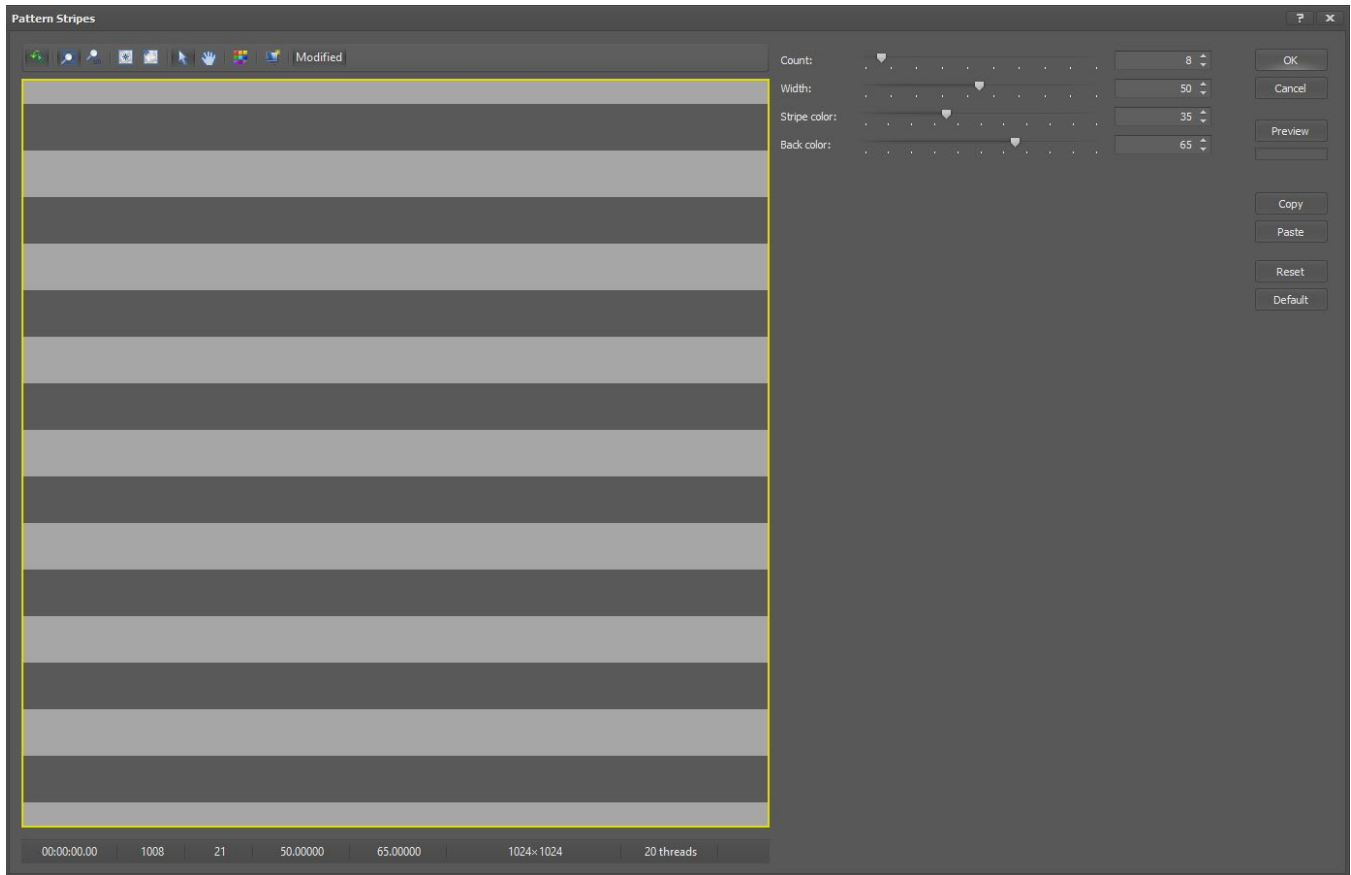 Pattern Stripes
Modified
Count: 8
Width: 50
Stripe color: 35
Back color: 65
OK
Cancel
Preview
Copy
Paste
Reset
Default
00:00:00.00 1008 21 50.00000 65.00000 1024×1024 20 threads